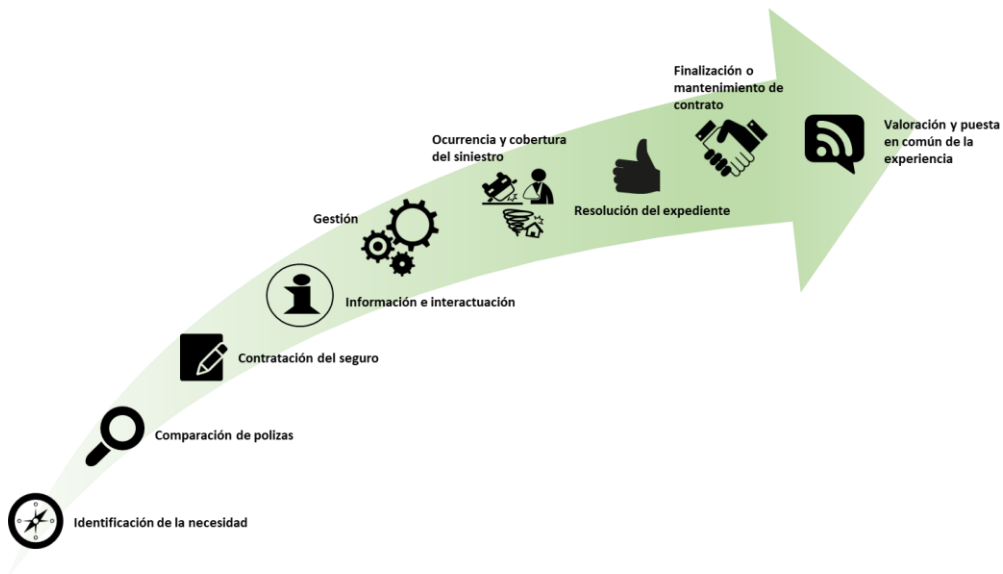 Finalización o
mantenimiento de
contrato
Valoración y puesta
en común de la
experiencia
Ocurrencia y cobertura
del siniestro
Resolución del expediente
Gestión
Información e interactuación
Contratación del seguro
Comparación de polizas
Identificación de la necesidad